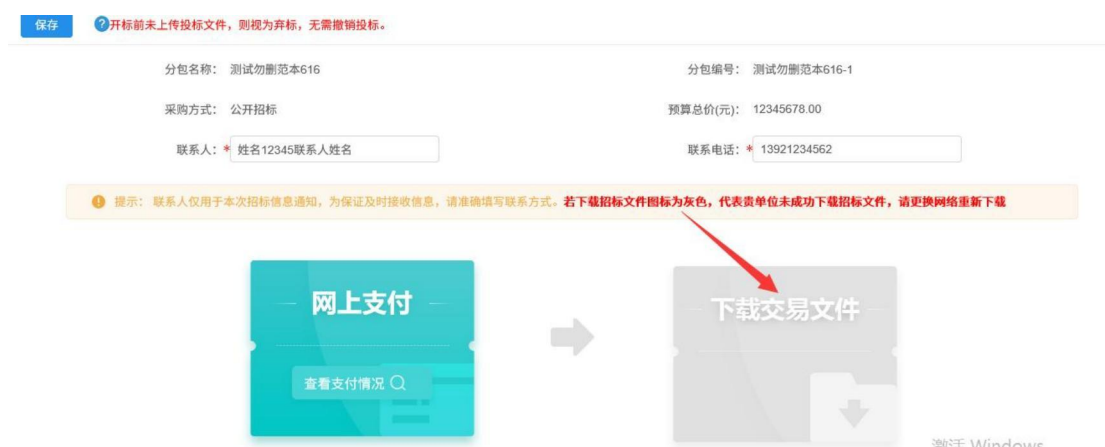 保存 ?开标前未上传投标文件，则视为弃标，无需撤销投标。
分包名称： 测试勿删范本616 分包编号： 测试勿删范本616-1
采购方式： 公开招标 预算总价(元)： 12345678.00
联系人：* 姓名12345联系人姓名 联系电话：* 13921234562
提示： 联系人仅用于本次招标信息通知，为保证及时接收信息，请准确填写联系方式。若下载招标文件图标为灰色，代表贵单位未成功下载招标文件，请更换网络重新下载
网上支付 下载交易文件
查看支付情况
激活 Windows